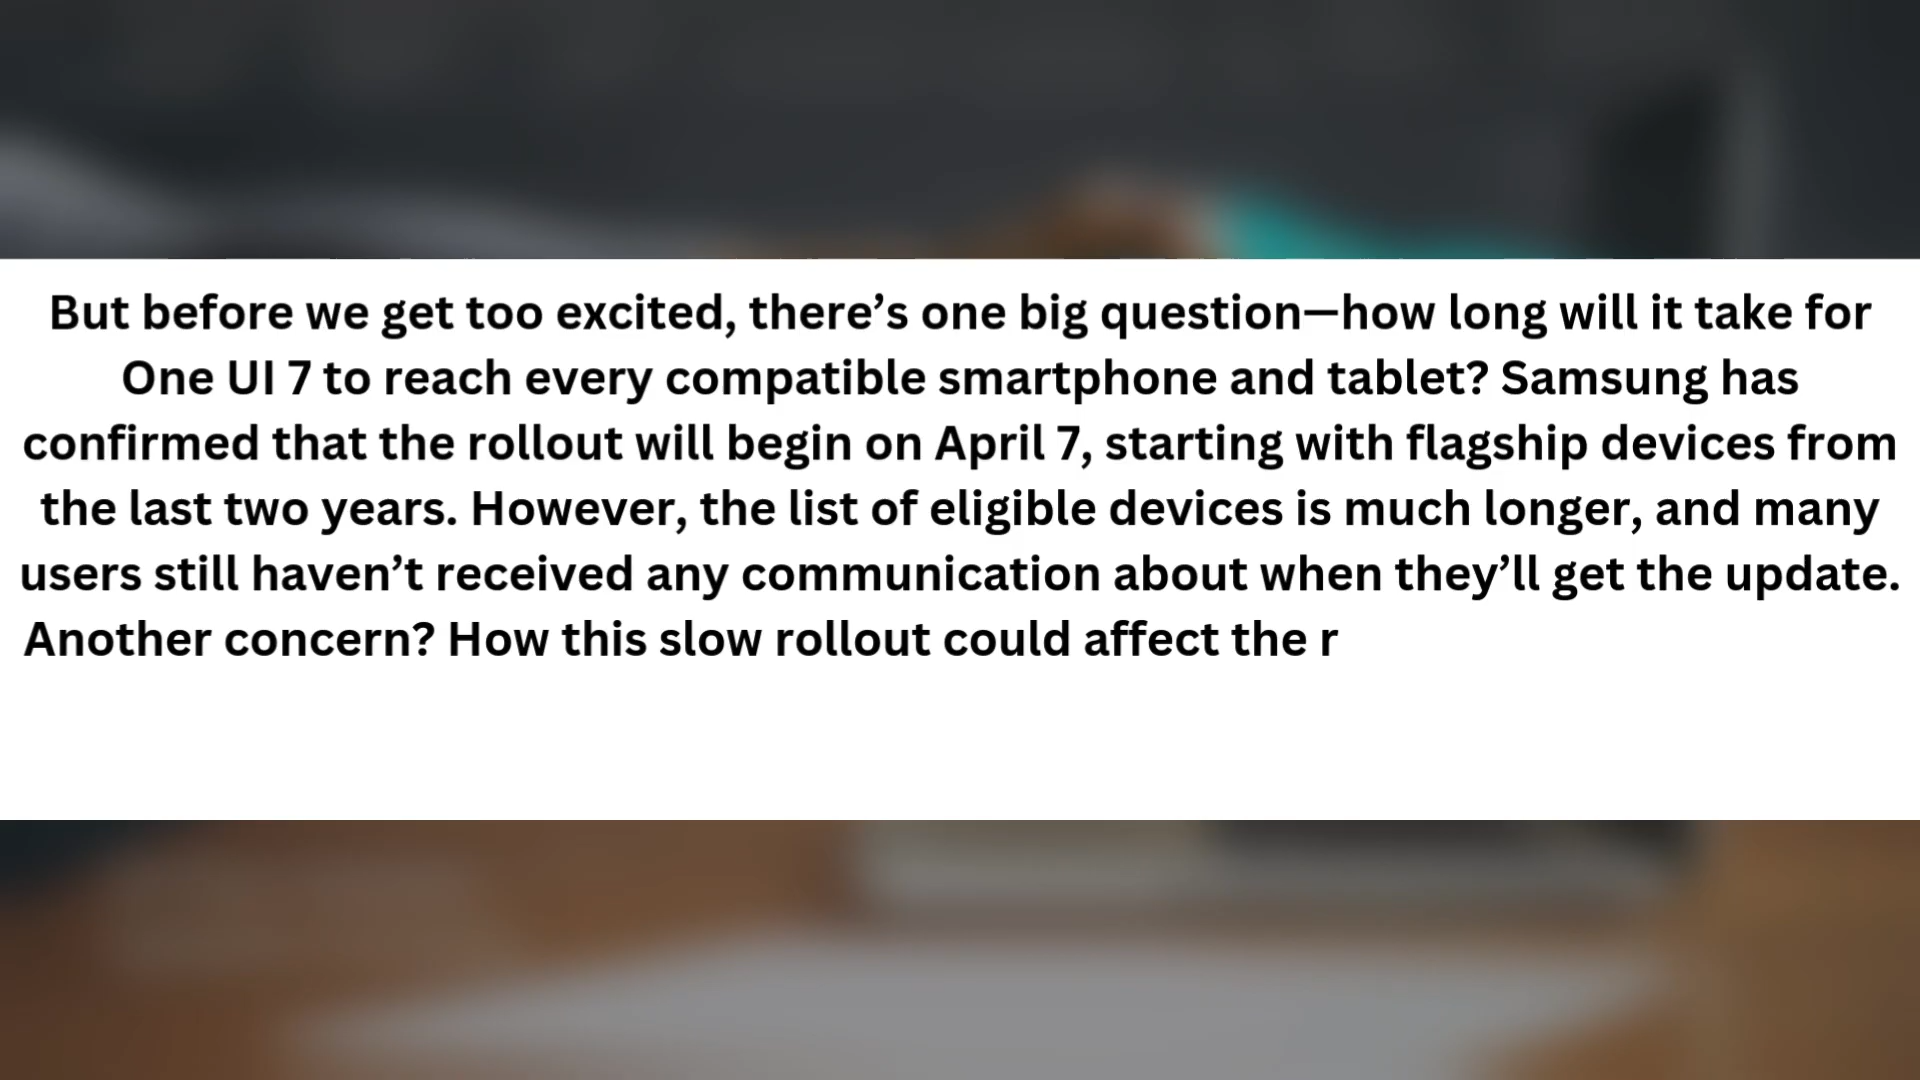 But before we get too excited, there’s one big question—how long will it take for
One UI 7 to reach every compatible smartphone and tablet? Samsung has
confirmed that the rollout will begin on April 7, starting with flagship devices from
the last two years. However, the list of eligible devices is much longer, and many
users still haven’t received any communication about when they’ll get the update.
Another concern? How this slow rollout could affect the r